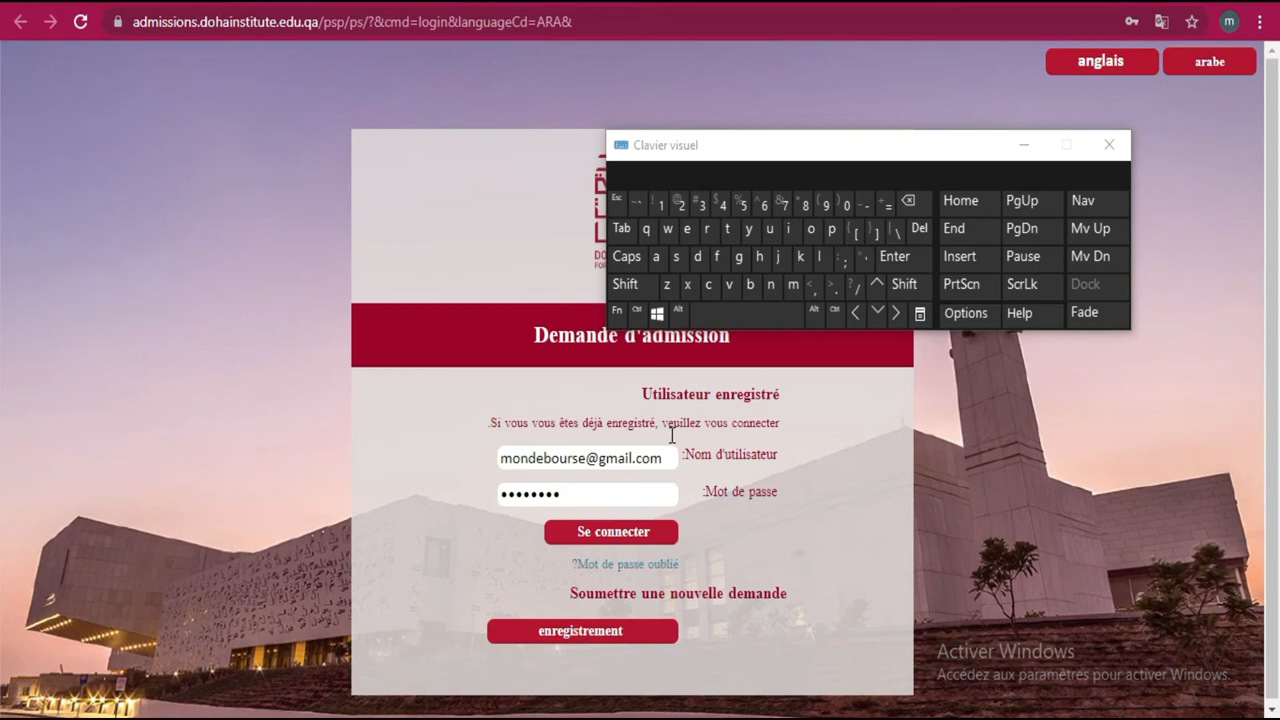 admissions.dohainstitute.edu.qa/psp/ps/?&cmd=login&languageCd=ARA&
m
anglais arabe
Clavier visuel
Esc ~` !1 @2 #3 $4 %5 ^6 &7 *8 (9 )0 _- += Home PgUp Nav
Tab q w e r t y u i o p {[ }] |\ Del End PgDn Mv Up
Caps a s d f g h j k l :; "' Enter Insert Pause Mv Dn
Shift z x c v b n m <, >. ?/ Shift PrtScn ScrLk Dock
Fn Ctrl Alt Alt Ctrl Options Help Fade
Demande d'admission
Utilisateur enregistré
.Si vous vous êtes déjà enregistré, veuillez vous connecter
mondebourse@gmail.com :Nom d'utilisateur
:Mot de passe
Se connecter
?Mot de passe oublié
Soumettre une nouvelle demande
enregistrement
Activer Windows
Accédez aux paramètres pour activer Windows.